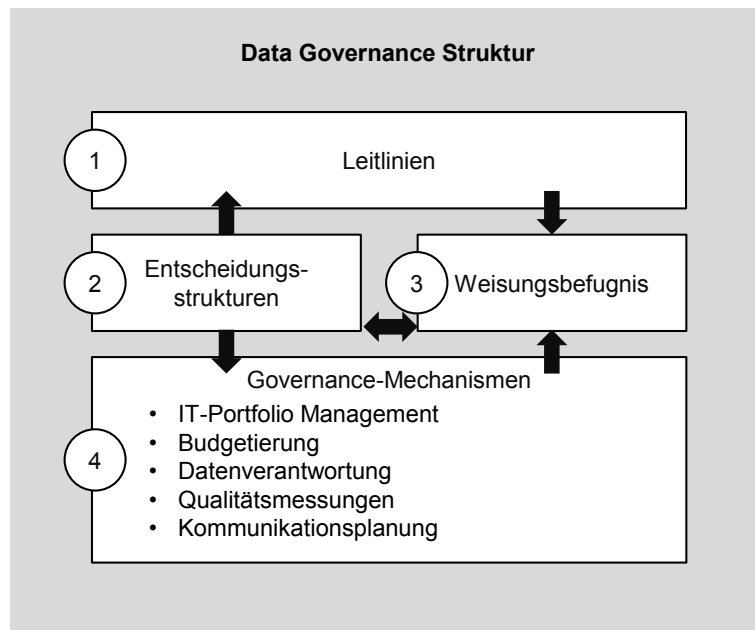 Data Governance Struktur
1
Leitlinien
2
Entscheidungs-
strukturen
3
Weisungsbefugnis
4
Governance-Mechanismen
• IT-Portfolio Management
• Budgetierung
• Datenverantwortung
• Qualitätsmessungen
• Kommunikationsplanung